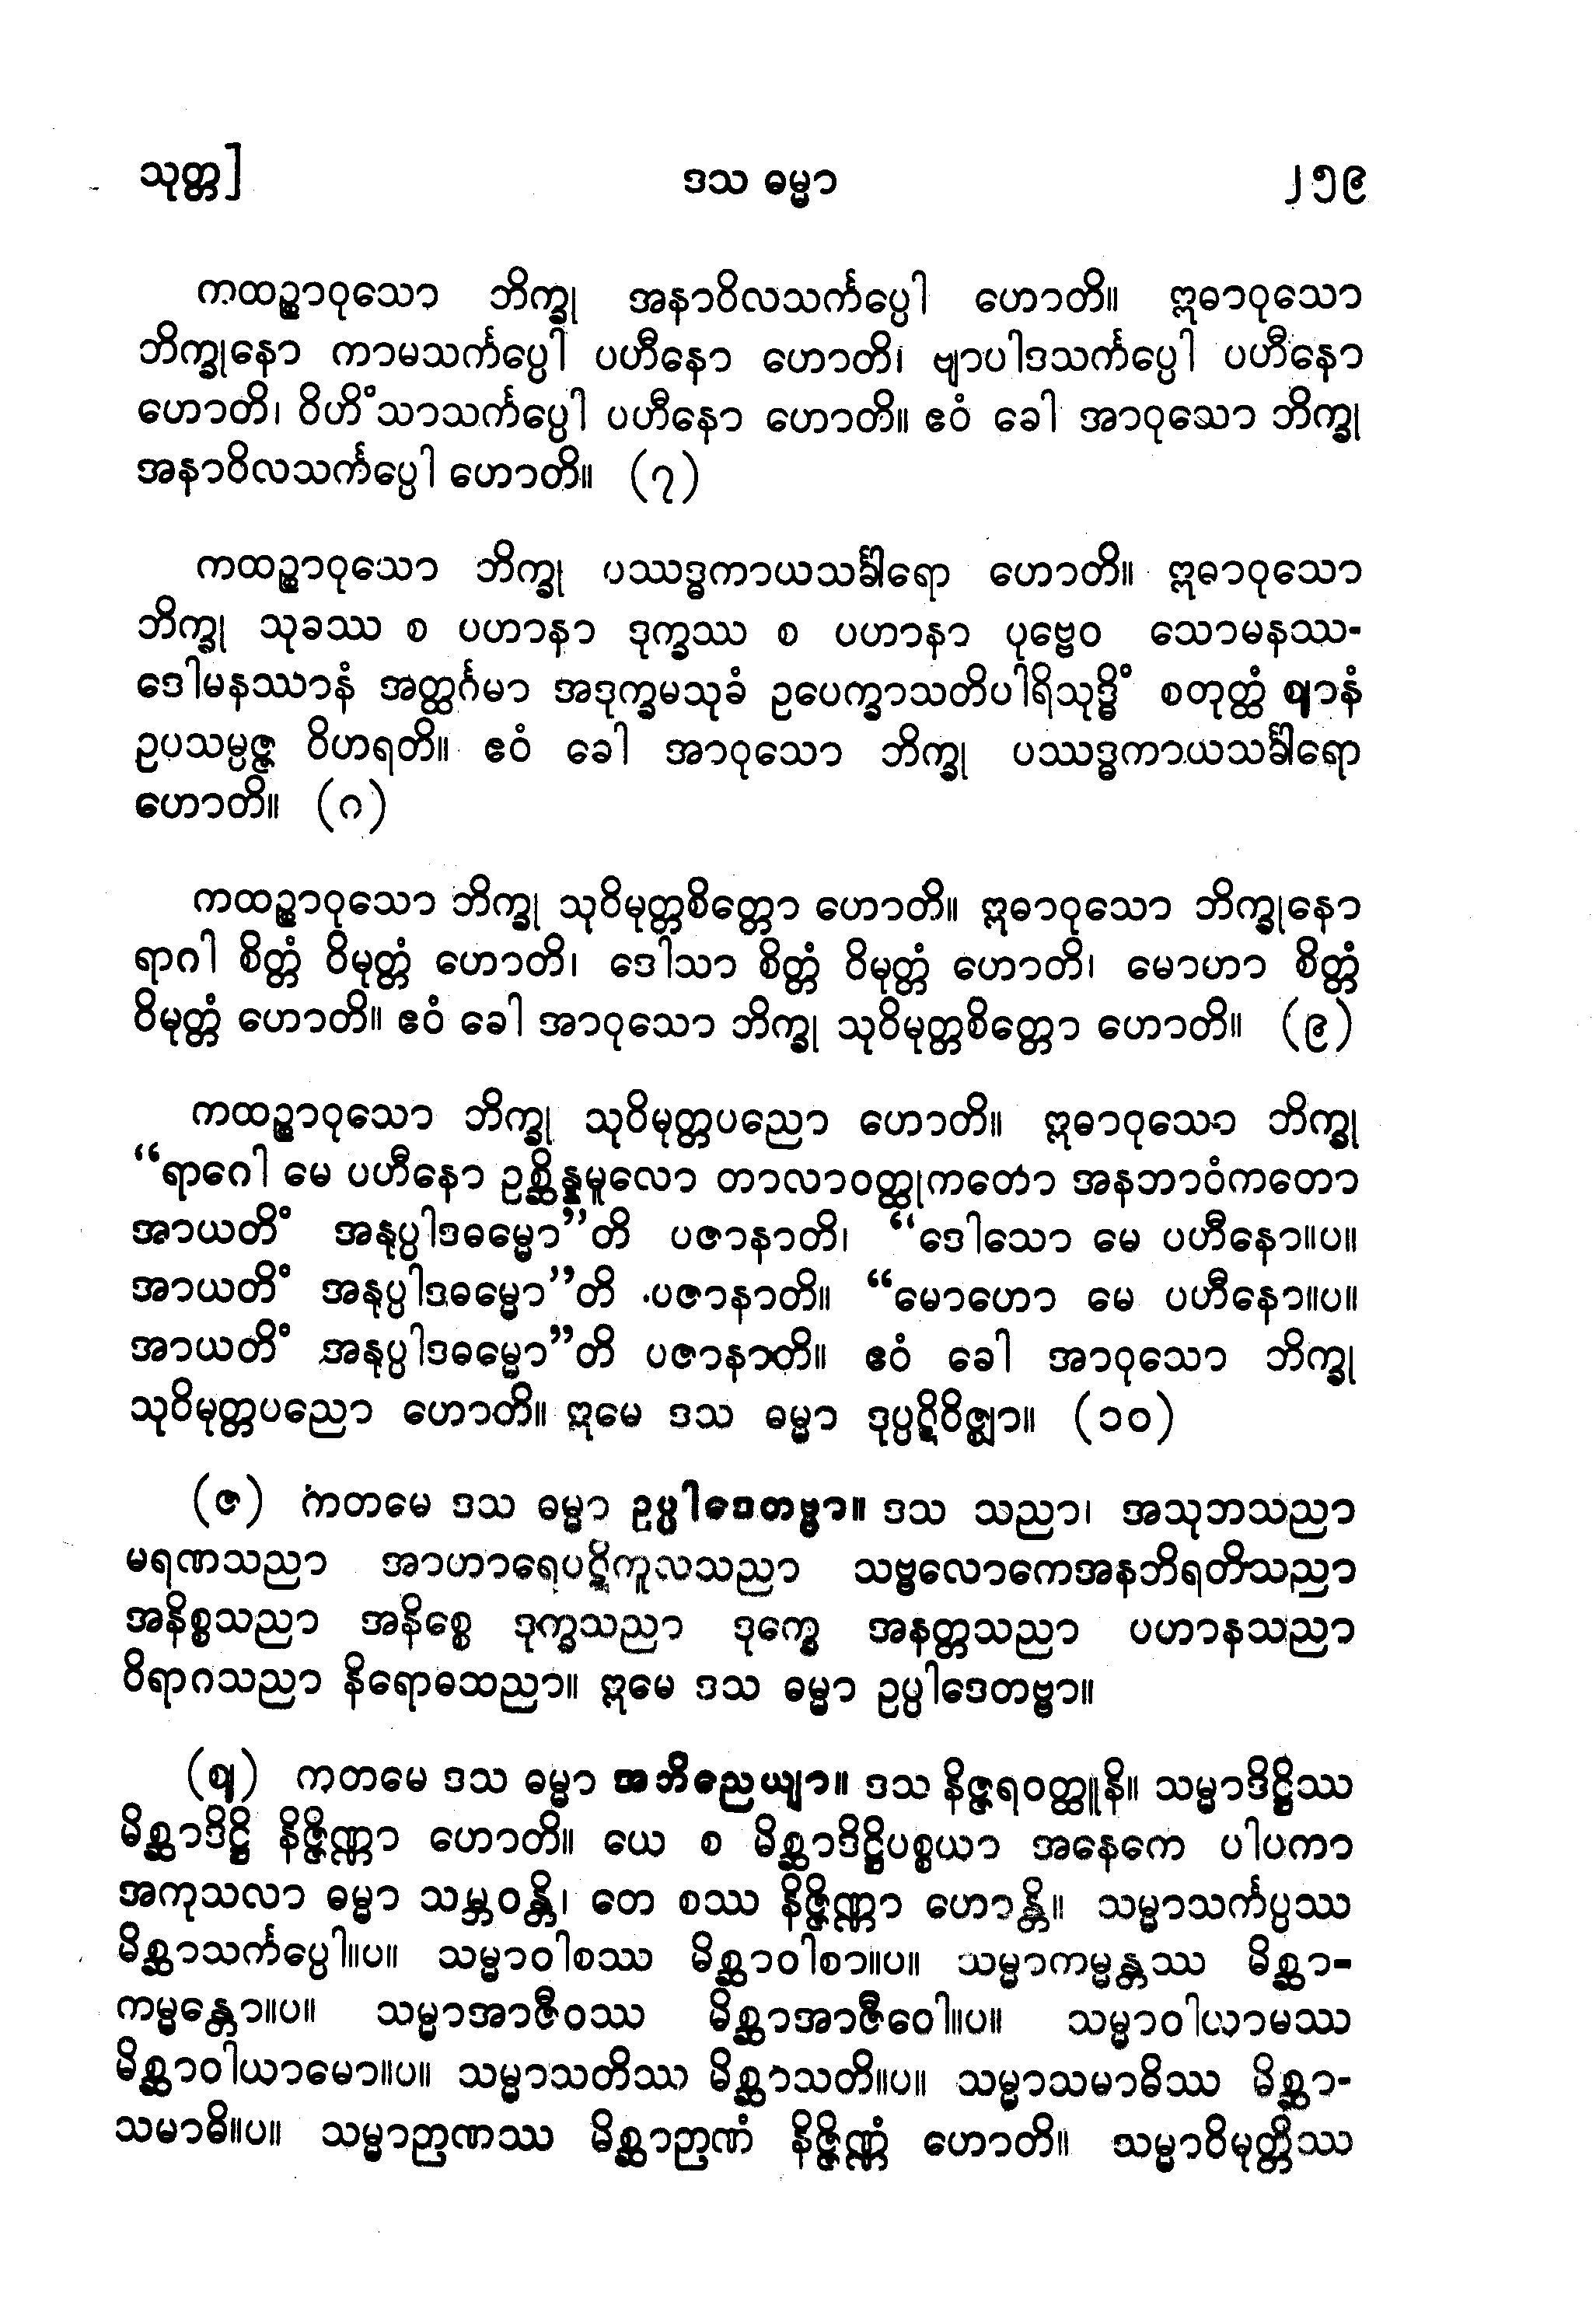 သုတ္တ]	ဒသ ဓမ္မာ	၂၅၉
ကထဉ္စာဝုသော ဘိက္ခု အနာဝိလသင်္ကပ္ပေါ ဟောတိ။ ဣဓာဝုသော
ဘိက္ခုနော ကာမသင်္ကပ္ပေါ ပဟီနော ဟောတိ၊ ဗျာပါဒသင်္ကပ္ပေါ ပဟီနော
ဟောတိ၊ ဝိဟိံသာသင်္ကပ္ပေါ ပဟီနော ဟောတိ။ ဧဝံ ခေါ အာဝုသော ဘိက္ခု
အနာဝိလသင်္ကပ္ပေါ ဟောတိ။ (၇)
ကထဉ္စာဝုသော ဘိက္ခု ပဿဒ္ဓကာယသင်္ခါရော ဟောတိ။ ဣဓာဝုသော
ဘိက္ခု သုခဿ စ ပဟာနာ ဒုက္ခဿ စ ပဟာနာ ပုဗ္ဗေဝ သောမနဿ-
ဒေါမနဿာနံ အတ္ထင်္ဂမာ အဒုက္ခမသုခံ ဥပေက္ခာသတိပါရိသုဒ္ဓိံ စတုတ္ထံ ဈာနံ
ဥပသမ္ပဇ္ဇ ဝိဟရတိ။ ဧဝံ ခေါ အာဝုသော ဘိက္ခု ပဿဒ္ဓကာယသင်္ခါရော
ဟောတိ။ (ဂ)
ကထဉ္စာဝုသော ဘိက္ခု သုဝိမုတ္တစိတ္တော ဟောတိ။ ဣဓာဝုသော ဘိက္ခုနော
ရာဂါ စိတ္တံ ဝိမုတ္တံ ဟောတိ၊ ဒေါသာ စိတ္တံ ဝိမုတ္တံ ဟောတိ၊ မောဟာ စိတ္တံ
ဝိမုတ္တံ ဟောတိ။ ဧဝံ ခေါ အာဝုသော ဘိက္ခု သုဝိမုတ္တစိတ္တော ဟောတိ။ (၉)
ကထဉ္စာဝုသော ဘိက္ခု သုဝိမုတ္တပညော ဟောတိ။ ဣဓာဝုသော ဘိက္ခု
“ရာဂေါ မေ ပဟီနော ဥစ္ဆိန္နမူလော တာလာဝတ္ထုကတော အနဘာဝံကတော
အာယတိံ အနုပ္ပါဒဓမ္မော”တိ ပဇာနာတိ၊ “ဒေါသော မေ ပဟီနော။ပ။
အာယတိံ အနုပ္ပါဒဓမ္မော”တိ ပဇာနာတိ။ “မောဟော မေ ပဟီနော။ပ။
အာယတိံ အနုပ္ပါဒဓမ္မော”တိ ပဇာနာတိ။ ဧဝံ ခေါ အာဝုသော ဘိက္ခု
သုဝိမုတ္တပညော ဟောတိ။ ဣမေ ဒသ ဓမ္မာ ဒုပ္ပဋိဝိဇ္ဈာ။ (၁၀)
(ဇ) ကတမေ ဒသ ဓမ္မာ ဥပ္ပါဒေတဗ္ဗာ။ ဒသ သညာ၊ အသုဘသညာ
မရဏသညာ အာဟာရေပဋိကူလသညာ သဗ္ဗလောကေအနဘိရတိသညာ
အနိစ္စသညာ အနိစ္စေ ဒုက္ခသညာ ဒုက္ခေ အနတ္တသညာ ပဟာနသညာ
ဝိရာဂသညာ နိရောဓသညာ။ ဣမေ ဒသ ဓမ္မာ ဥပ္ပါဒေတဗ္ဗာ။
(ဈ) ကတမေ ဒသ ဓမ္မာ အဘိညေယျာ။ ဒသ နိဇ္ဇရဝတ္ထူနိ။ သမ္မာဒိဋ္ဌိဿ
မိစ္ဆာဒိဋ္ဌိ နိဇ္ဇိဏ္ဏာ ဟောတိ။ ယေ စ မိစ္ဆာဒိဋ္ဌိပစ္စယာ အနေကေ ပါပကာ
အကုသလာ ဓမ္မာ သမ္ဘဝန္တိ၊ တေ စဿ နိဇ္ဇိဏ္ဏာ ဟောန္တိ။ သမ္မာသင်္ကပ္ပဿ
မိစ္ဆာသင်္ကပ္ပေါ။ပ။ သမ္မာဝါစဿ မိစ္ဆာဝါစာ။ပ။ သမ္မာကမ္မန္တဿ မိစ္ဆာ-
ကမ္မန္တော။ပ။ သမ္မာအာဇီဝဿ မိစ္ဆာအာဇီဝေါ။ပ။ သမ္မာဝါယာမဿ
မိစ္ဆာဝါယာမော။ပ။ သမ္မာသတိဿ မိစ္ဆာသတိ။ပ။ သမ္မာသမာဓိဿ မိစ္ဆာ-
သမာဓိ။ပ။ သမ္မာဉာဏဿ မိစ္ဆာဉာဏံ နိဇ္ဇိဏ္ဏံ ဟောတိ။ သမ္မာဝိမုတ္တိဿ